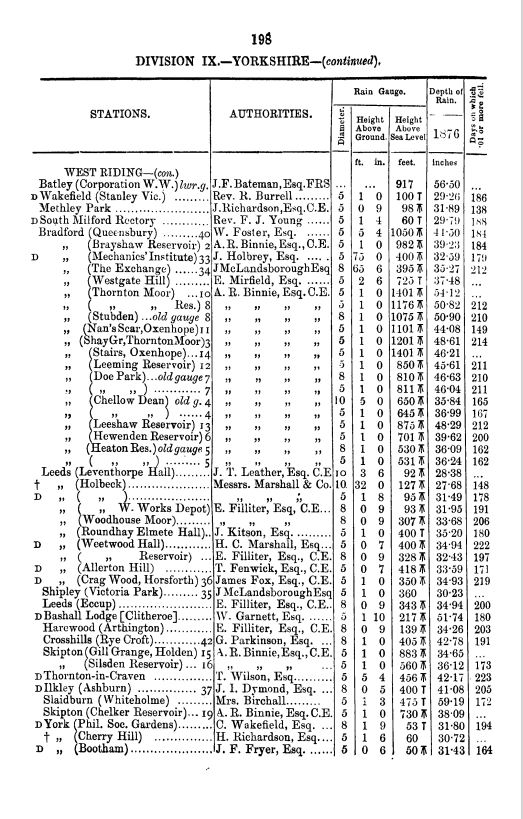 198
DIVISION IX.—YORKSHIRE—(continued).
STATIONS. AUTHORITIES. Rain Gauge. Diameter. Height Above Ground. Height Above Sea Level Depth of Rain. 1876 Days on which ·01 or more fell.
ft. in. feet. inches
WEST RIDING—(con.)
Batley (Corporation W.W.) lwr.g. J.F. Bateman, Esq. FRS ... ... 917 56·50 ...
D Wakefield (Stanley Vic.) ......... Rev. R. Burrell ......... 5 1 0 100 T 29·26 186
Methley Park ..................... J.Richardson,Esq.C.E. 5 0 9 98 31·89 138
D South Milford Rectory ............ Rev. F. J. Young ..... 5 1 4 60 T 29·79 188
Bradford (Queensbury) ........40 W. Foster, Esq. ...... 5 5 4 1050 41·50 184
„ (Brayshaw Reservoir) 2 A. R. Binnie, Esq., C.E. 5 1 0 982 39·23 184
D „ (Mechanics' Institute) 33 J. Holbrey, Esq. ..... 5 75 0 400 32·59 179
„ (The Exchange) ......34 JMcLandsboroughEsq 8 65 6 395 35·27 212
„ (Westgate Hill) ......... E. Mirfield, Esq. ...... 5 2 6 725 T 37·48 ...
„ (Thornton Moor) ...10 A. R. Binnie, Esq. C.E. 5 1 0 1401 54·12 ...
„ ( „ „ Res.) 8 „ „ „ „ 5 1 0 1176 50·82 212
„ (Stubden) ...old gauge 8 „ „ „ „ 8 1 0 1075 50·90 210
„ (Nan's Scar,Oxenhope) 11 „ „ „ „ 5 1 0 1101 44·08 149
„ (ShayGr,ThorntonMoor)3 „ „ „ „ 5 1 0 1201 48·61 214
„ (Stairs, Oxenhope)...14 „ „ „ „ 5 1 0 1401 46·21 ...
„ (Leeming Reservoir) 12 „ „ „ „ 5 1 0 850 45·61 211
„ (Doe Park)...old gauge 7 „ „ „ „ 8 1 0 810 46·63 210
„ ( „ „ ) ............ 7 „ „ „ „ 5 1 0 811 46·04 211
„ (Chellow Dean) old g. 4 „ „ „ „ 10 5 0 650 35·84 165
„ ( „ „ ) ...... 4 „ „ „ „ 5 1 0 645 36·99 167
„ (Leeshaw Reservoir) 13 „ „ „ „ 5 1 0 875 48·29 212
„ (Hewenden Reservoir) 6 „ „ „ „ 5 1 0 701 39·62 200
„ (Heaton Res.) old gauge 5 „ „ „ „ 8 1 0 530 36·09 162
„ ( „ „ ) ......... 5 „ „ „ „ 5 1 0 531 36·24 162
Leeds (Leventhorpe Hall).......... J. T. Leather, Esq. C.E 10 3 6 92 28·38 ...
† „ (Holbeck)..................... Messrs. Marshall & Co. 10 32 0 127 27·68 148
D „ ( „ )..................... „ „ „ 5 1 8 95 31·49 178
„ ( „ W. Works Depot) E. Filliter, Esq, C.E... 8 0 9 93 31·95 191
„ (Woodhouse Moor)........ „ „ „ 8 0 9 307 33·68 206
„ (Roundhay Elmete Hall).. J. Kitson, Esq. ......... 5 1 0 400 T 35·20 180
D „ (Weetwood Hall)............ H. C. Marshall, Esq... 5 0 7 400 34·94 222
„ ( „ Reservoir) ... E. Filliter, Esq., C.E. 8 0 9 328 32·43 197
D „ (Allerton Hill) ............ T. Fenwick, Esq., C.E. 5 0 7 418 33·59 171
D „ (Crag Wood, Horsforth) 36 James Fox, Esq., C.E. 5 1 0 350 34·93 219
Shipley (Victoria Park)........ 35 JMcLandsboroughEsq 5 1 0 360 30·23 ...
Leeds (Eccup) ..................... E. Filliter, Esq., C.E.. 8 0 9 343 34·94 200
D Bashall Lodge [Clitheroe]......... W. Garnett, Esq. ...... 5 1 10 217 51·74 180
Harewood (Arthington)............ E. Filliter, Esq., C.E. 8 0 9 139 34·26 203
Crosshills (Rye Croft)...........42 G. Parkinson, Esq. ... 8 1 0 405 42·78 191
Skipton (Gill Grange, Holden) 15 A.R.Binnie,Esq.,C.E. 5 1 0 883 34·65 ...
„ (Silsden Reservoir) ... 16 „ „ „ „ 5 1 0 560 36·12 173
D Thornton-in-Craven ............... T. Wilson, Esq.......... 5 5 4 456 42·17 223
D Ilkley (Ashburn) ............... 37 J. I. Dymond, Esq. ... 8 0 5 400 T 41·08 205
Slaidburn (Whiteholme) ......... Mrs. Birchall........... 5 1 3 475 T 59·19 172
Skipton (Chelker Reser)... 19 A. R. Binnie, Esq. C.E. 5 1 0 730 38·09 ...
D York (Phil. Soc. Gardens)........ C. Wakefield, Esq. ... 8 1 9 53 T 31·80 194
† „ (Cherry Hill) ............... H. Richardson, Esq.... 5 1 6 60 30·72 ...
D „ (Bootham)..................... J. F. Fryer, Esq. ...... 5 0 6 50 31·43 164